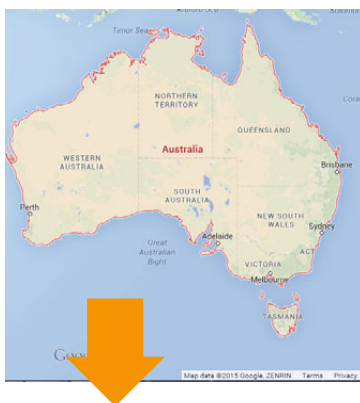 Timor Sea
NORTHERN
TERRITORY
Coral
QUEENSLAND
Australia
WESTERN
AUSTRALIA
Brisbane
SOUTH
AUSTRALIA
Perth
NEW SOUTH
WALES
Sydney
Great
Australian
Bight
Adelaide
ACT
VICTORIA
Melbourne
TASMANIA
Map data ©2015 Google, ZENRIN Terms Privacy